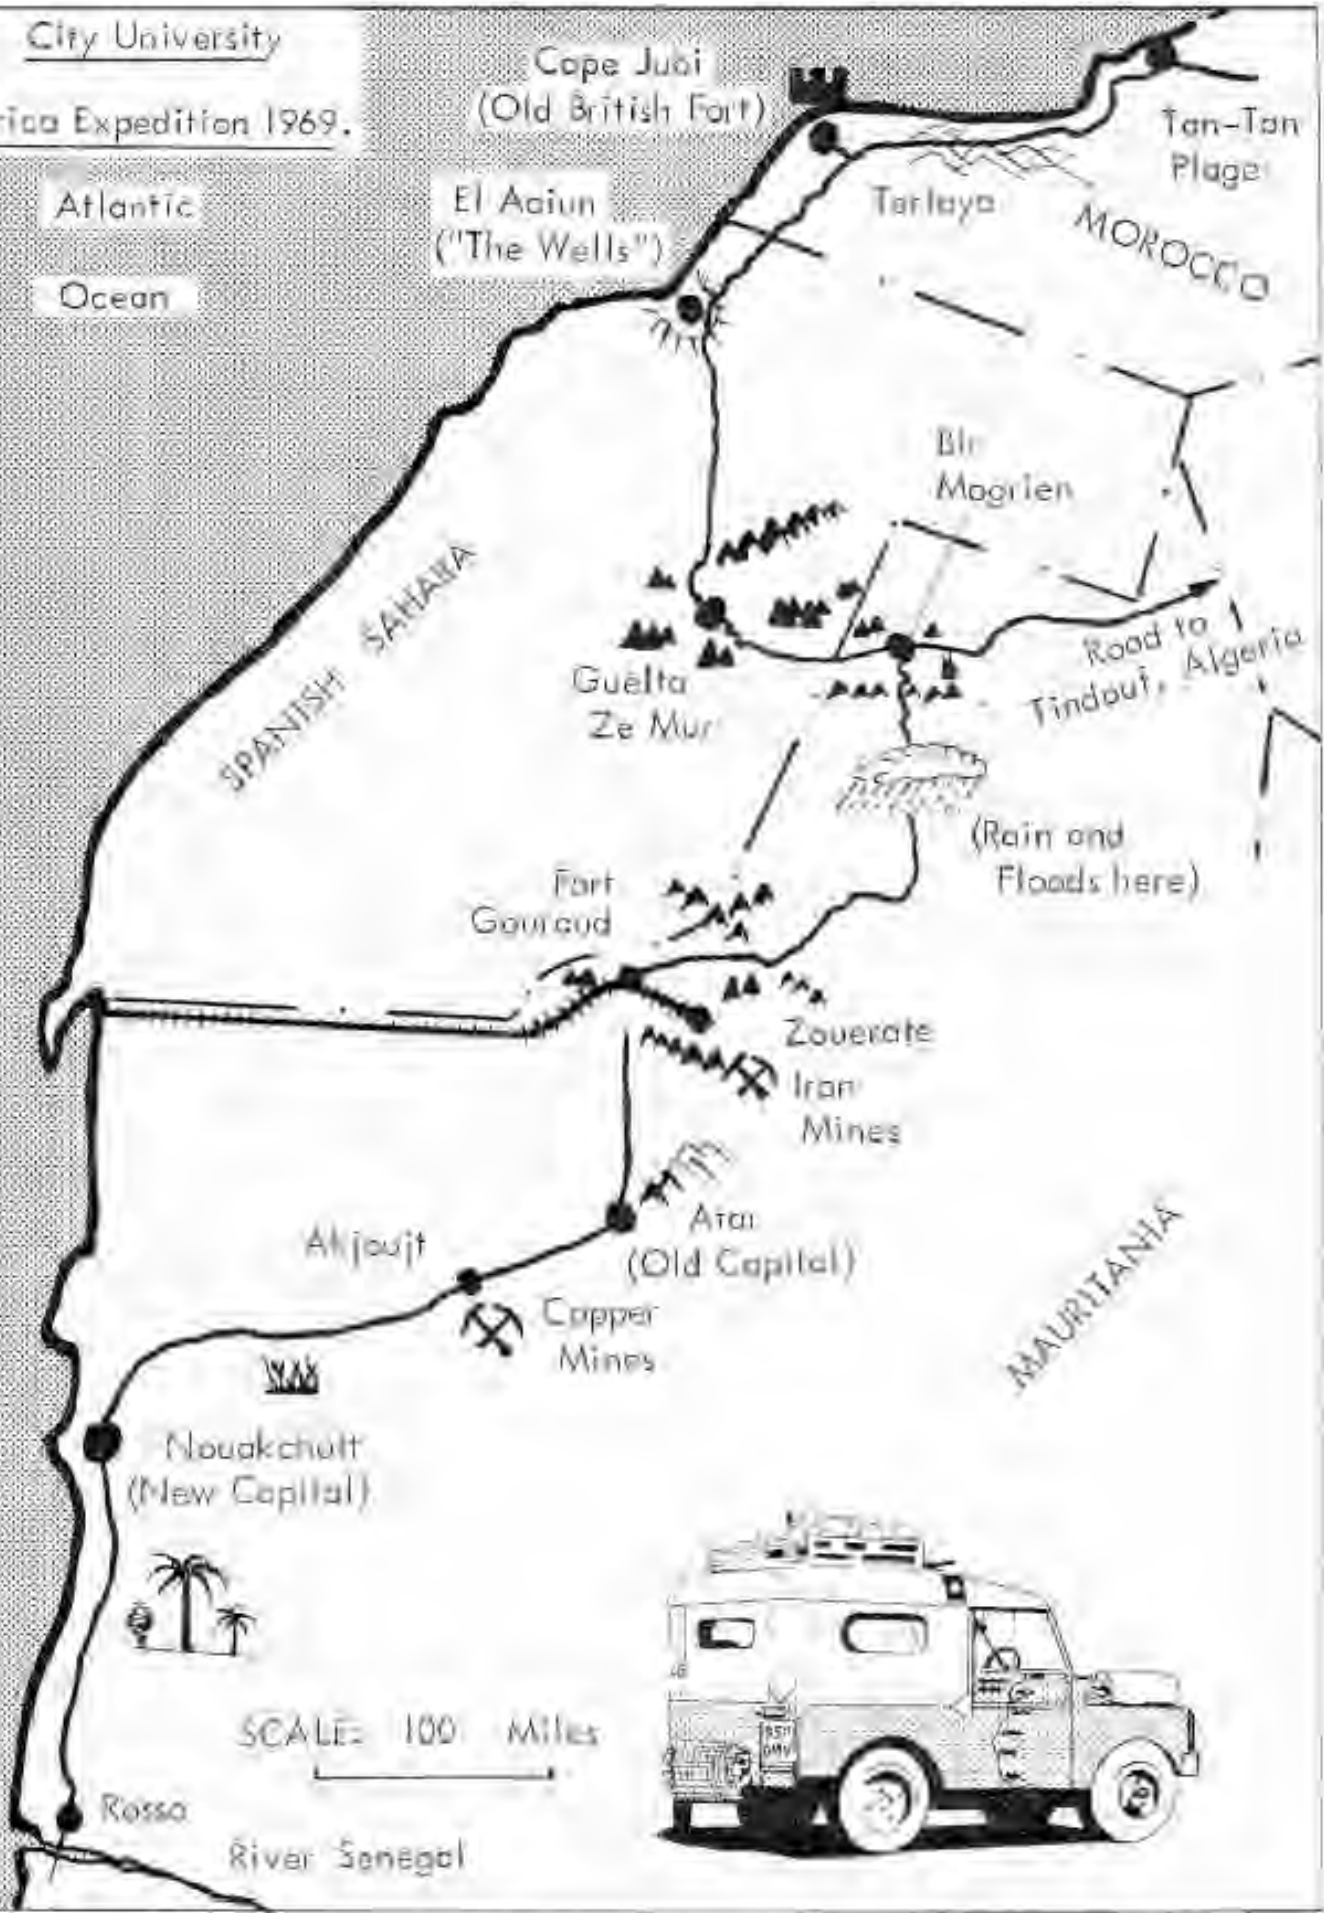 City University
rica Expedition 1969.
Atlantic
Ocean
Cape Jubi
(Old British Fort)
El Aaiun
("The Wells")
Tan-Tan
Plage
Tarfaya
MOROCCO
Bir
Mogrien
SPANISH SAHARA
Guelta
Ze Mur
Road to
Tindouf, Algeria
(Rain and
Floods here)
Fort
Gouraud
Zouerate
Iron
Mines
Atar
(Old Capital)
Akjoujt
Copper
Mines
MAURITANIA
Nouakchott
(New Capital)
SCALE: 100 Miles
Rosso
River Senegal